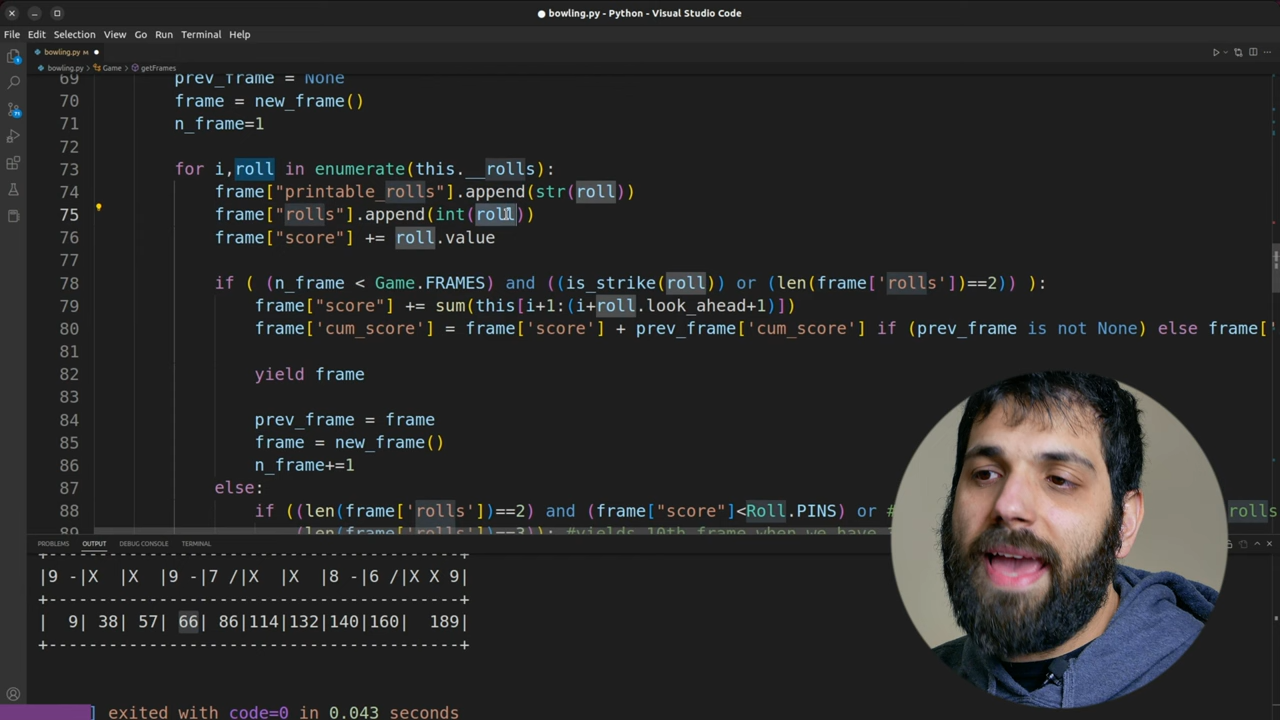 bowling.py - Python - Visual Studio Code
File Edit Selection View Go Run Terminal Help
bowling.py M
bowling.py > Game > getFrames
69 prev_frame = None
70 frame = new_frame()
71 n_frame=1
72
73 for i,roll in enumerate(this.__rolls):
74 frame["printable_rolls"].append(str(roll))
75 frame["rolls"].append(int(roll))
76 frame["score"] += roll.value
77
78 if ( (n_frame < Game.FRAMES) and ((is_strike(roll)) or (len(frame['rolls'])==2)) ):
79 frame["score"] += sum(this[i+1:(i+roll.look_ahead+1)])
80 frame['cum_score'] = frame['score'] + prev_frame['cum_score'] if (prev_frame is not None) else frame['
81
82 yield frame
83
84 prev_frame = frame
85 frame = new_frame()
86 n_frame+=1
87 else:
88 if ((len(frame['rolls'])==2) and (frame["score"]<Roll.PINS) or # rolls
89 (len(frame['rolls'])==3)): #yields 10th frame when we have
PROBLEMS OUTPUT DEBUG CONSOLE TERMINAL
+-----------------------------------------+
|9 -|X |X |9 -|7 /|X |X |8 -|6 /|X X 9|
+-----------------------------------------+
| 9| 38| 57| 66| 86|114|132|140|160| 189|
+-----------------------------------------+
] exited with code=0 in 0.043 seconds